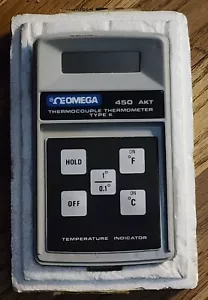 ΩOMEGA 450 AKT
THERMOCOUPLE THERMOMETER
TYPE K
HOLD
ON
°F
1°
0.1°
OFF
ON
°C
TEMPERATURE INDICATOR